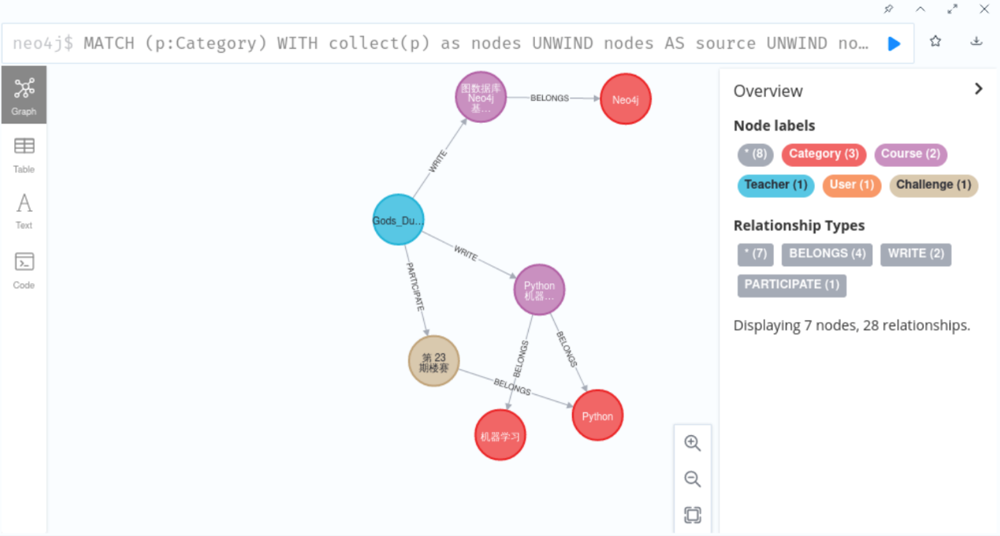 neo4j$ MATCH (p:Category) WITH collect(p) as nodes UNWIND nodes AS source UNWIND no…
Graph
Table
Text
Code
图数据库
Neo4j
基…
BELONGS
Neo4j
WRITE
Gods_Du…
WRITE
PARTICIPATE
Python
机器…
BELONGS
BELONGS
第 23
期楼赛
BELONGS
机器学习
Python
Overview
Node labels
* (8) Category (3) Course (2)
Teacher (1) User (1) Challenge (1)
Relationship Types
* (7) BELONGS (4) WRITE (2)
PARTICIPATE (1)
Displaying 7 nodes, 28 relationships.